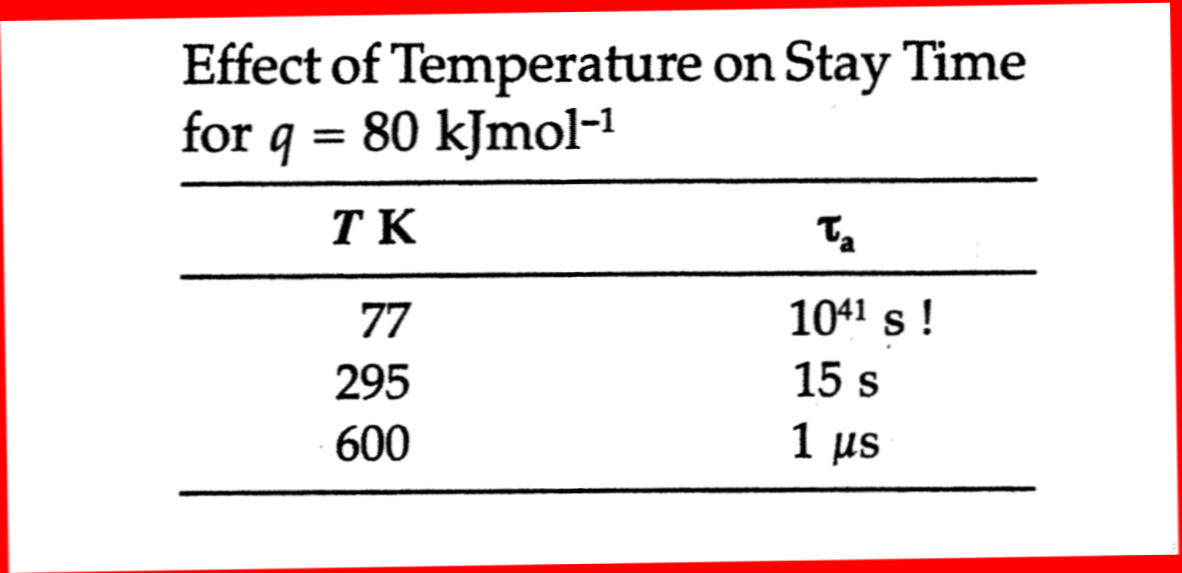 Effect of Temperature on Stay Time
for q = 80 kJmol⁻¹
T K τₐ
77 10⁴¹ s !
295 15 s
600 1 μs